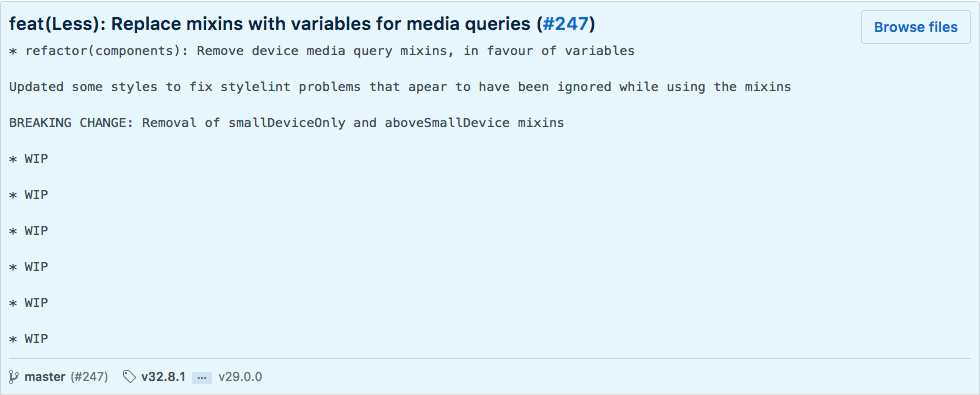 feat(Less): Replace mixins with variables for media queries (#247)
Browse files
* refactor(components): Remove device media query mixins, in favour of variables
Updated some styles to fix stylelint problems that apear to have been ignored while using the mixins
BREAKING CHANGE: Removal of smallDeviceOnly and aboveSmallDevice mixins
* WIP
* WIP
* WIP
* WIP
* WIP
* WIP
master (#247) v32.8.1 ... v29.0.0